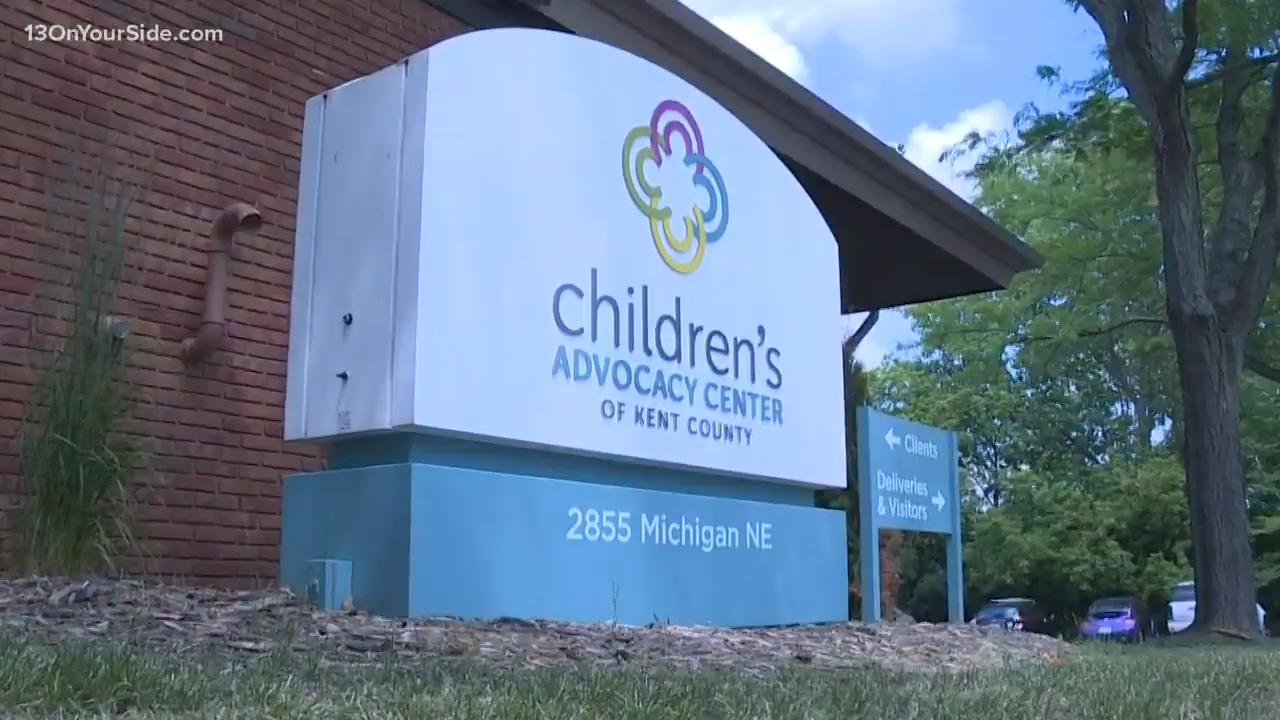 13OnYourSide.com
children's
ADVOCACY CENTER
OF KENT COUNTY
2855 Michigan NE
Clients
Deliveries
& Visitors